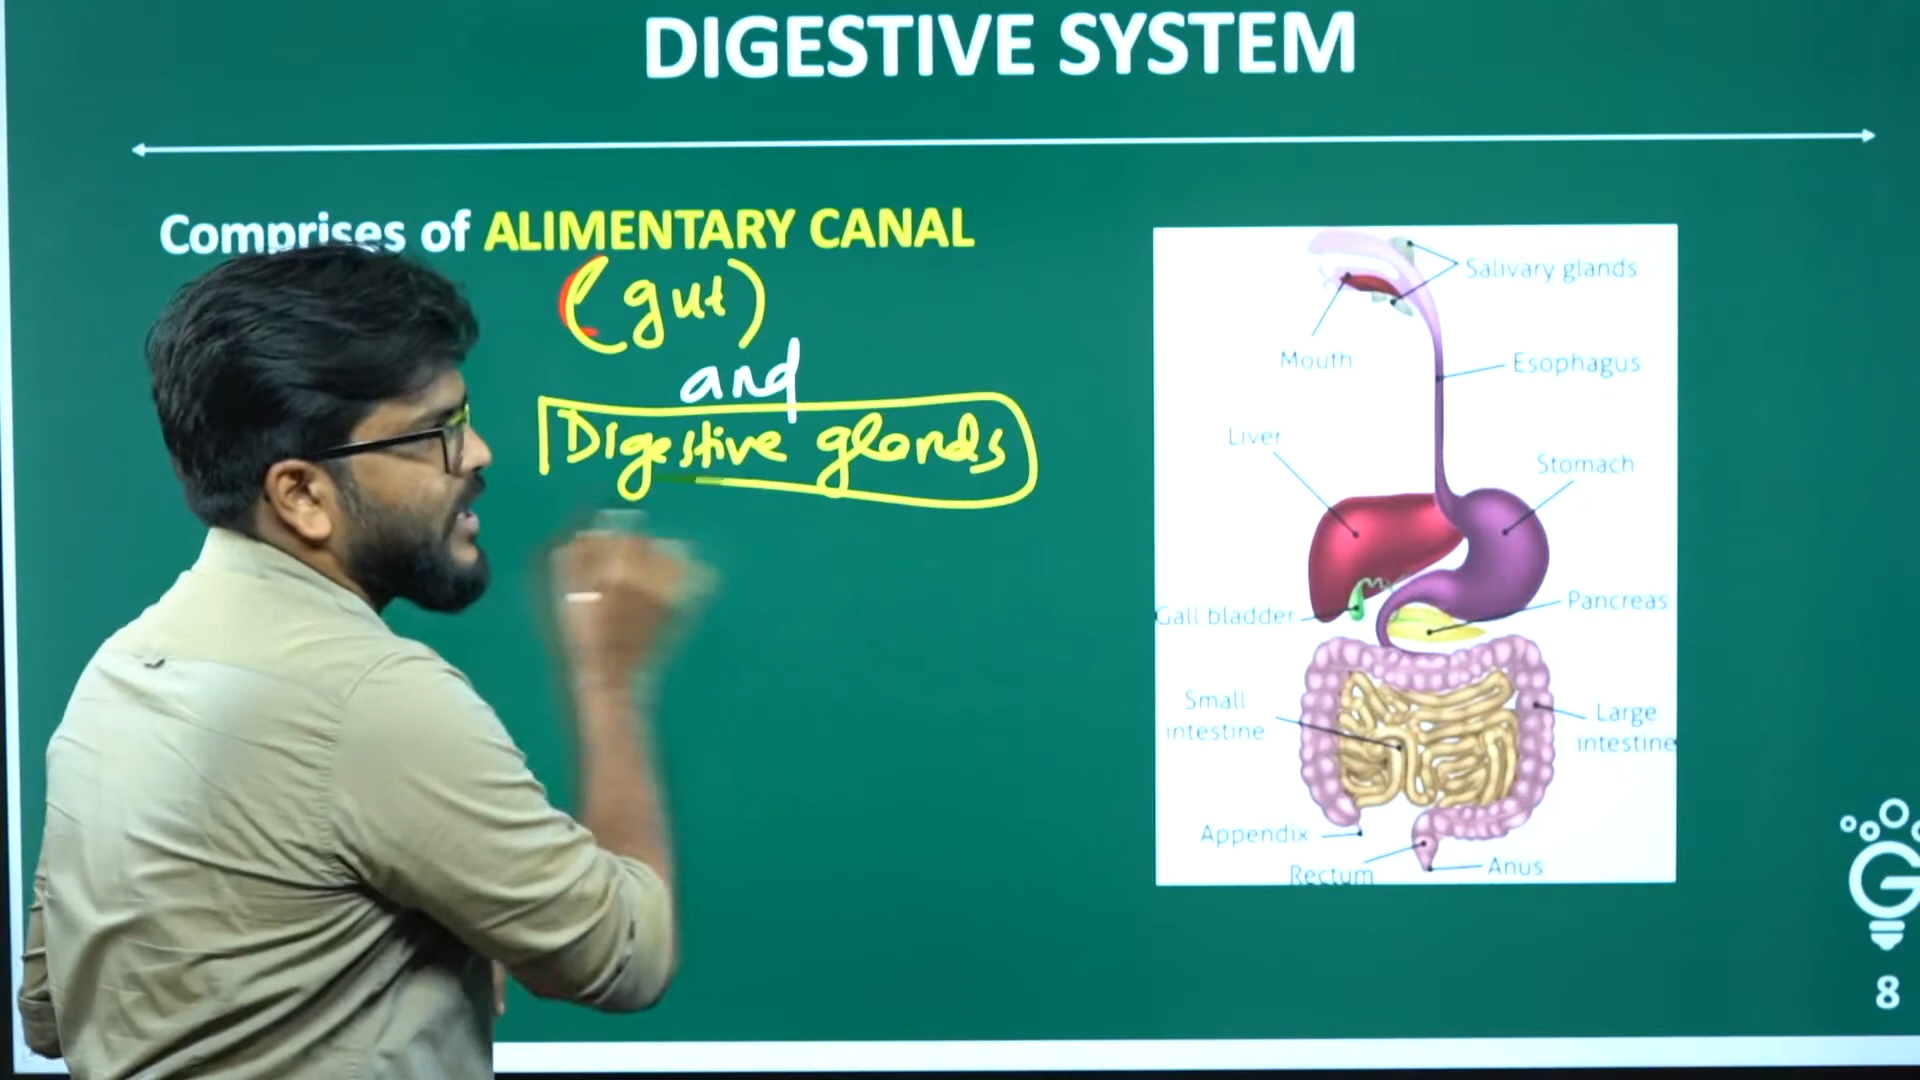 DIGESTIVE SYSTEM
Comprises of ALIMENTARY CANAL
(gut)
and
Digestive glands
Salivary glands
Mouth
Esophagus
Liver
Stomach
Gall bladder
Pancreas
Small
intestine
Large
intestine
Appendix
Rectum
Anus
G
8